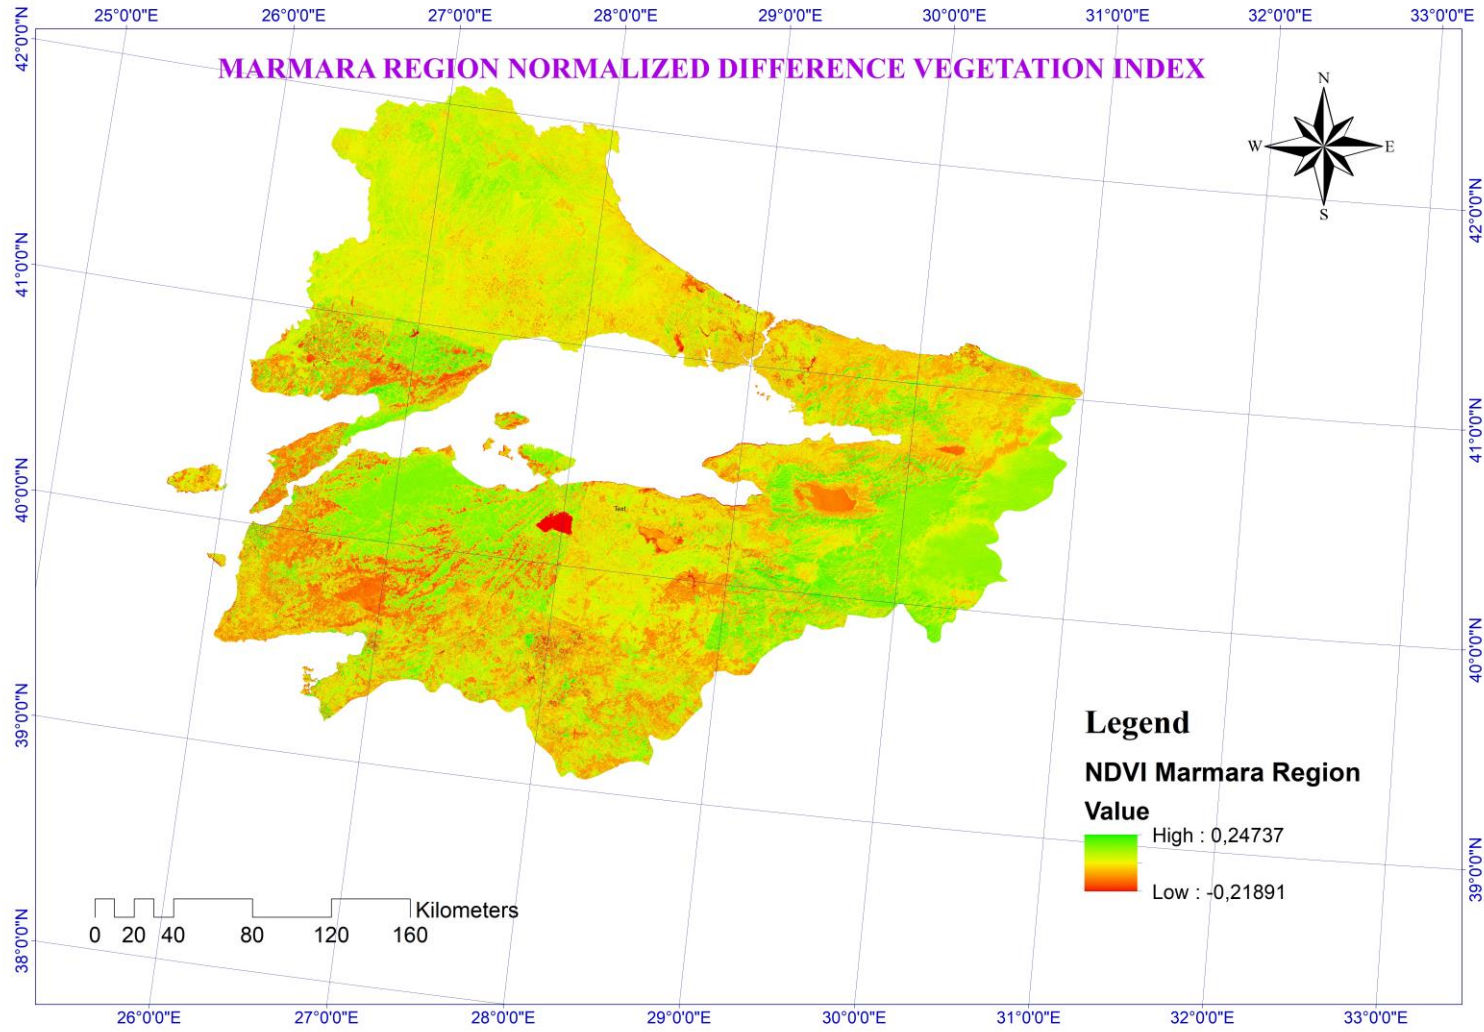 25°0'0"E 26°0'0"E 27°0'0"E 28°0'0"E 29°0'0"E 30°0'0"E 31°0'0"E 32°0'0"E 33°0'0"E
MARMARA REGION NORMALIZED DIFFERENCE VEGETATION INDEX
N
W E
S
42°0'0"N
41°0'0"N
40°0'0"N
39°0'0"N
38°0'0"N
42°0'0"N
41°0'0"N
40°0'0"N
39°0'0"N
Text
Legend
NDVI Marmara Region
Value
High : 0,24737
Low : -0,21891
Kilometers
0 20 40 80 120 160
26°0'0"E 27°0'0"E 28°0'0"E 29°0'0"E 30°0'0"E 31°0'0"E 32°0'0"E 33°0'0"E